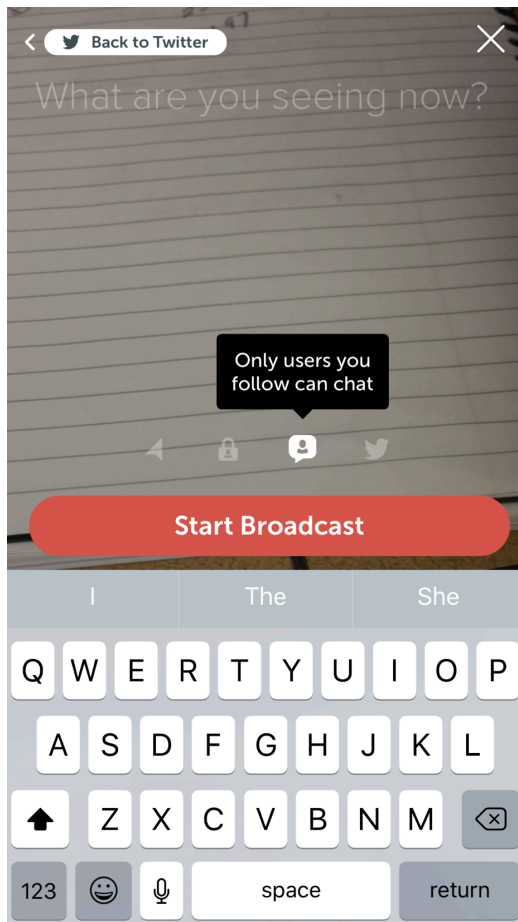 Back to Twitter
What are you seeing now?
Only users you
follow can chat
Start Broadcast
I The She
Q W E R T Y U I O P
A S D F G H J K L
Z X C V B N M
123 space return